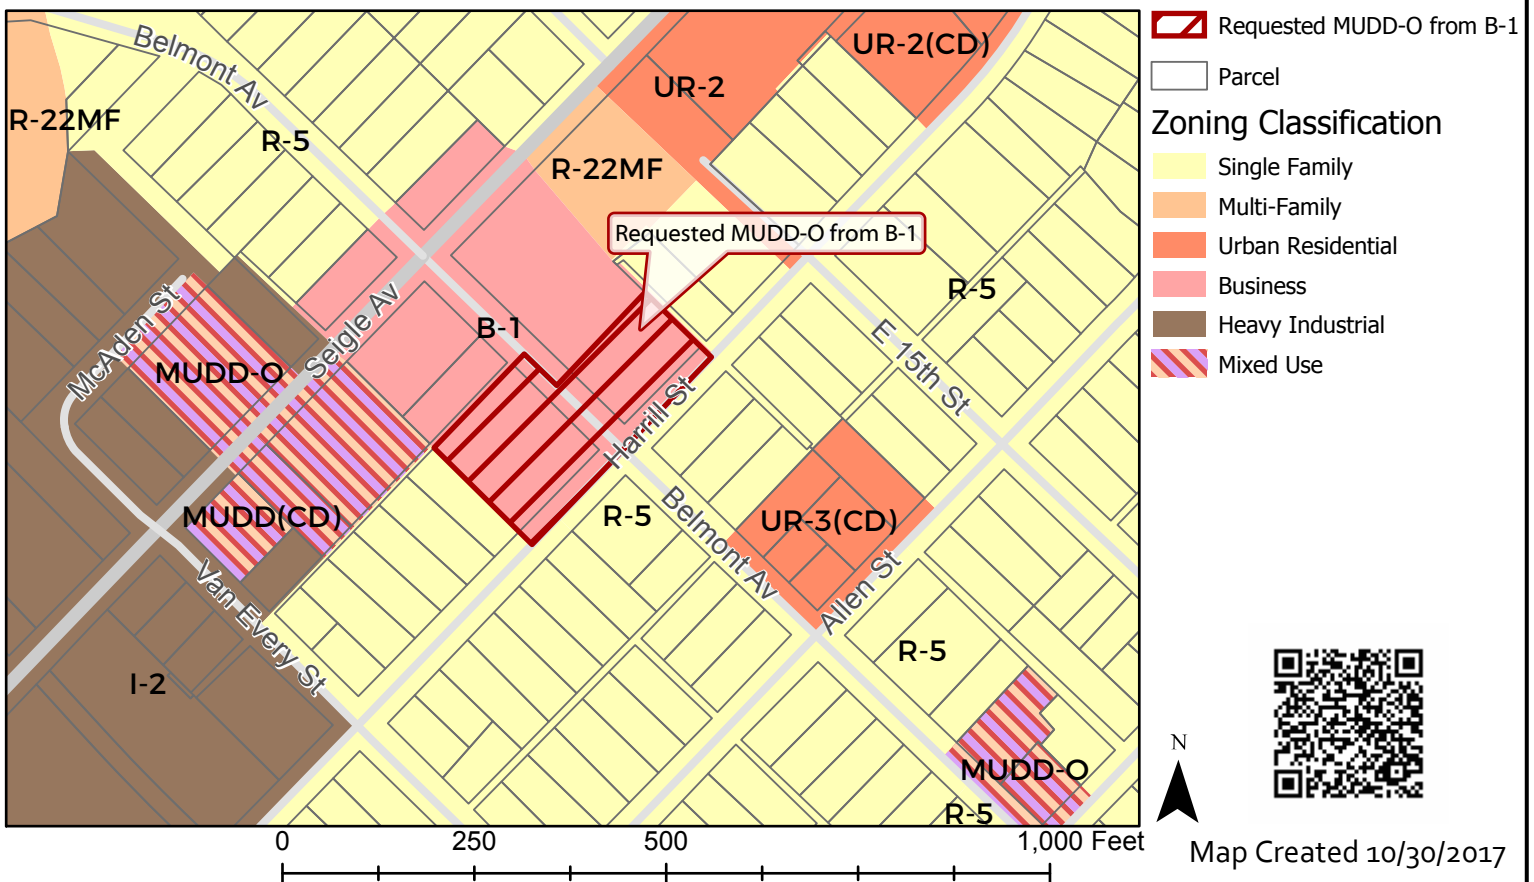 Belmont Av
UR-2(CD)
UR-2
R-22MF
R-5
R-22MF
Requested MUDD-O from B-1
R-5
McAden St
Seigle Av
B-1
E 15th St
MUDD-O
Harrill St
MUDD(CD)
R-5
Belmont Av
UR-3(CD)
Van Every St
Allen St
R-5
I-2
MUDD-O
R-5
0 250 500 1,000 Feet
Requested MUDD-O from B-1
Parcel
Zoning Classification
Single Family
Multi-Family
Urban Residential
Business
Heavy Industrial
Mixed Use
N
Map Created 10/30/2017